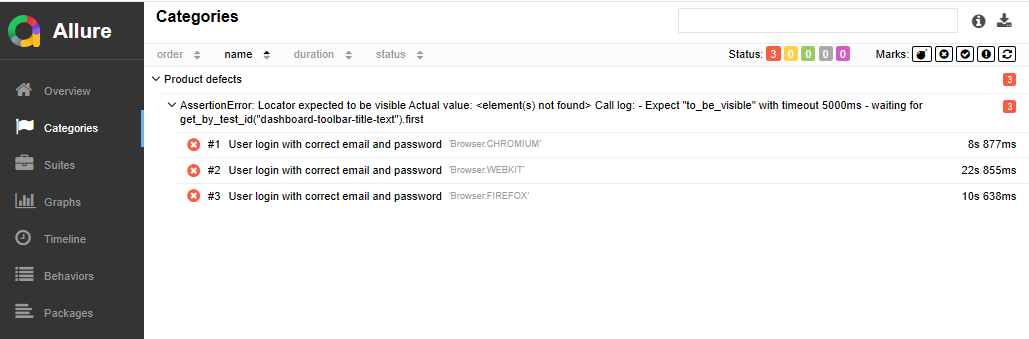 Allure
Overview
Categories
Suites
Graphs
Timeline
Behaviors
Packages
Categories
order name duration status Status: 3 0 0 0 0 Marks:
Product defects 3
AssertionError: Locator expected to be visible Actual value: <element(s) not found> Call log: - Expect "to_be_visible" with timeout 5000ms - waiting for 3
get_by_test_id("dashboard-toolbar-title-text").first
#1 User login with correct email and password 'Browser.CHROMIUM' 8s 877ms
#2 User login with correct email and password 'Browser.WEBKIT' 22s 855ms
#3 User login with correct email and password 'Browser.FIREFOX' 10s 638ms